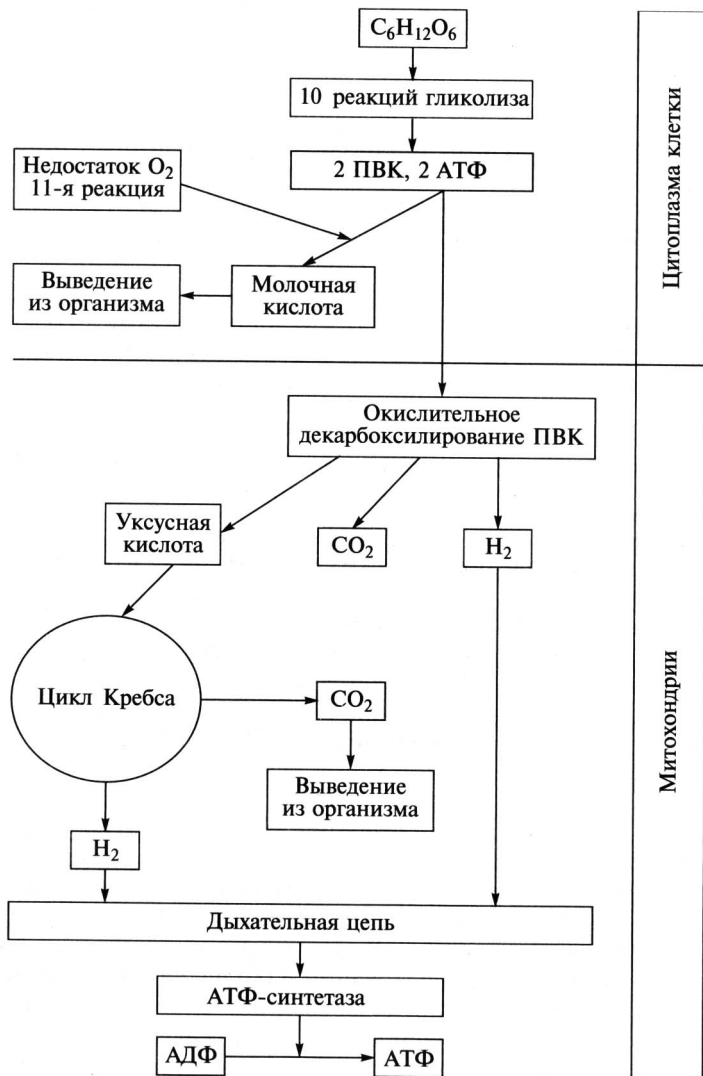 C₆H₁₂O₆
10 реакций гликолиза
2 ПВК, 2 АТФ
Недостаток O₂
11-я реакция
Молочная
кислота
Выведение
из организма
Цитоплазма клетки
Окислительное
декарбоксилирование ПВК
Уксусная
кислота
CO₂
H₂
Цикл Кребса
CO₂
Выведение
из организма
H₂
Митохондрии
Дыхательная цепь
АТФ-синтетаза
АДФ
АТФ